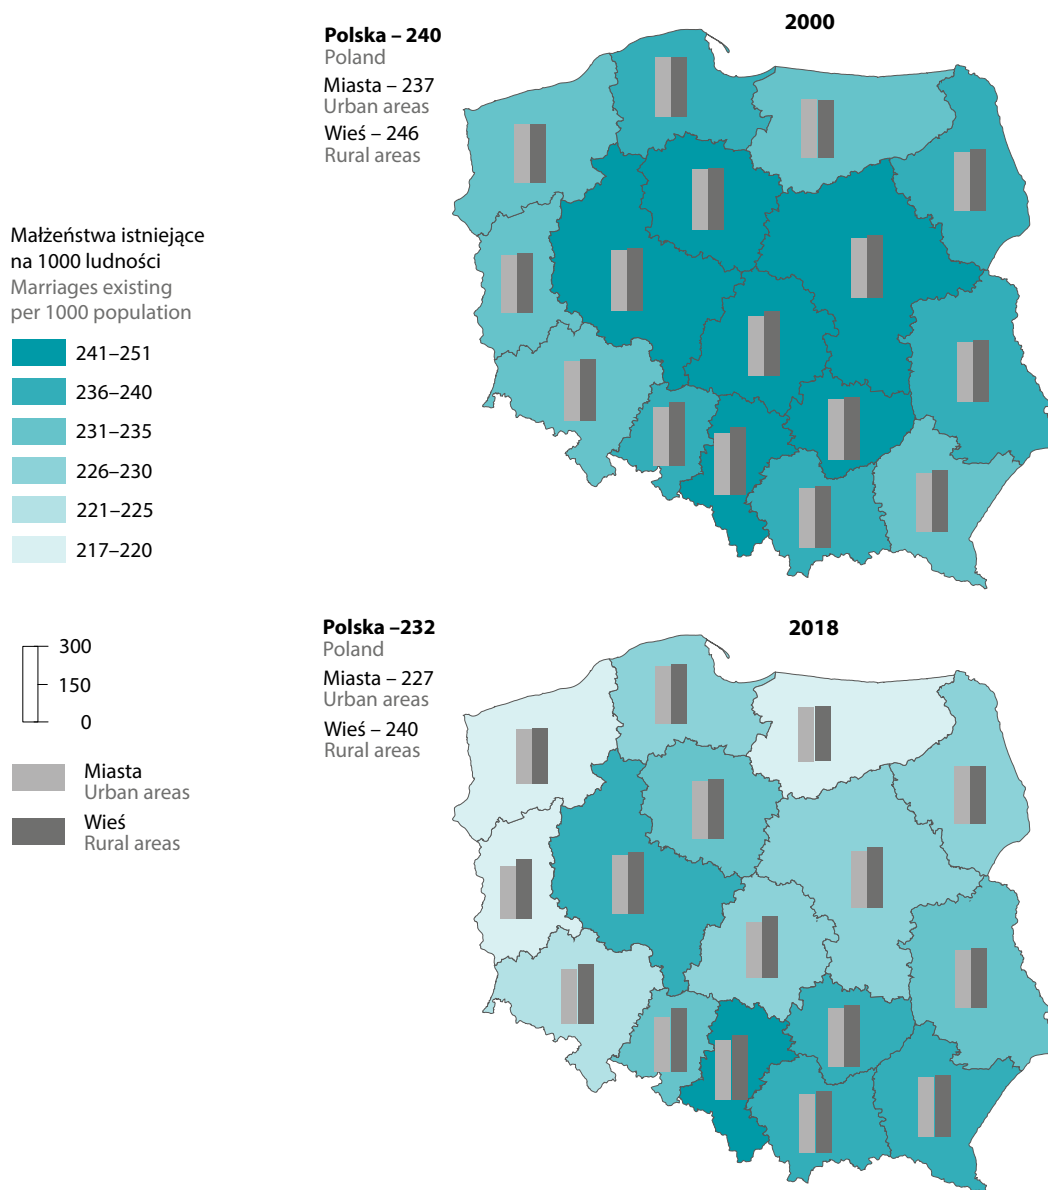 2000
Polska – 240
Poland
Miasta – 237
Urban areas
Wieś – 246
Rural areas
Małżeństwa istniejące
na 1000 ludności
Marriages existing
per 1000 population
241–251
236–240
231–235
226–230
221–225
217–220
2018
Polska –232
Poland
Miasta – 227
Urban areas
Wieś – 240
Rural areas
300
150
0
Miasta
Urban areas
Wieś
Rural areas